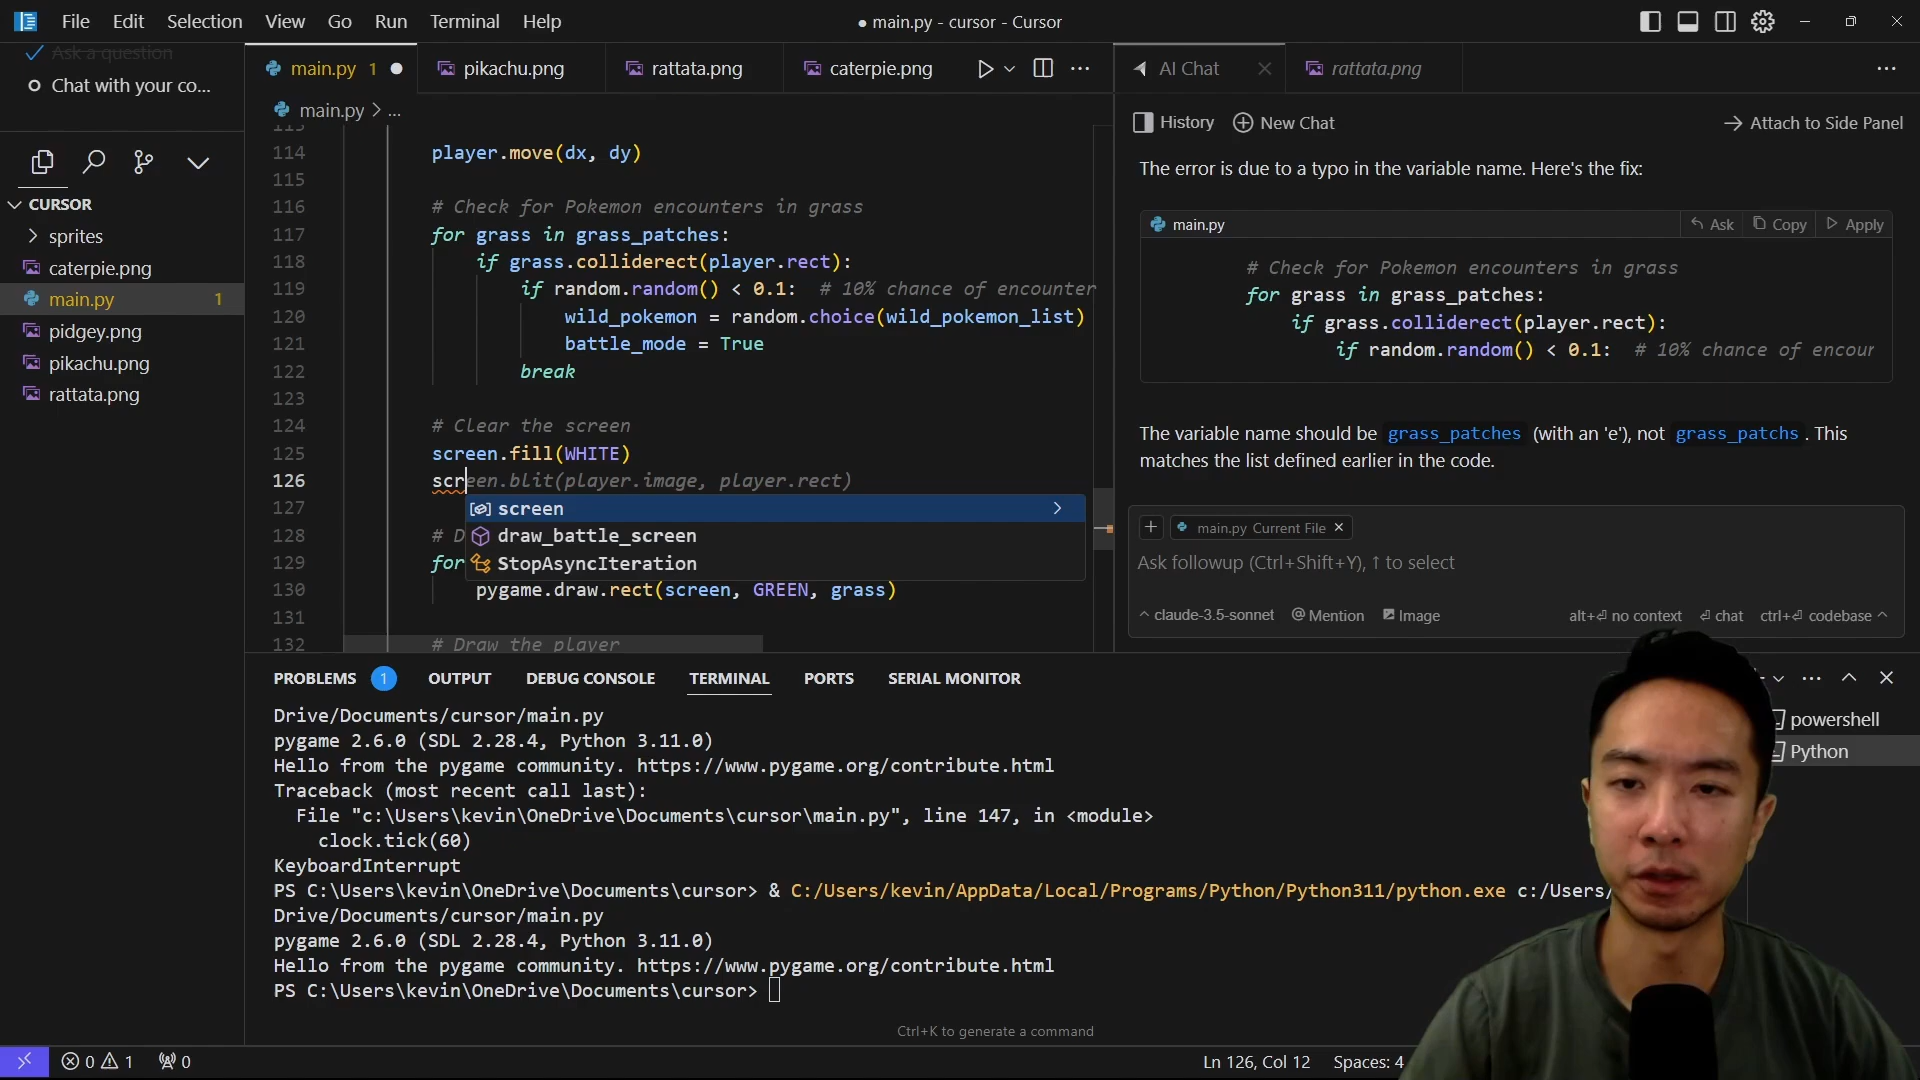 File Edit Selection View Go Run Terminal Help
● main.py - cursor - Cursor
Ask a question
Chat with your co...
CURSOR
sprites
caterpie.png
main.py 1
pidgey.png
pikachu.png
rattata.png
main.py 1 pikachu.png rattata.png caterpie.png
main.py > ...
113
114 player.move(dx, dy)
115
116 # Check for Pokemon encounters in grass
117 for grass in grass_patches:
118 if grass.colliderect(player.rect):
119 if random.random() < 0.1: # 10% chance of encounter
120 wild_pokemon = random.choice(wild_pokemon_list)
121 battle_mode = True
122 break
123
124 # Clear the screen
125 screen.fill(WHITE)
126 screen.blit(player.image, player.rect)
127 screen
draw_battle_screen
StopAsyncIteration
128 # D
129 for
130 pygame.draw.rect(screen, GREEN, grass)
131
132 # Draw the player
AI Chat rattata.png
History New Chat Attach to Side Panel
The error is due to a typo in the variable name. Here's the fix:
main.py Ask Copy Apply
# Check for Pokemon encounters in grass
for grass in grass_patches:
if grass.colliderect(player.rect):
if random.random() < 0.1: # 10% chance of encour
The variable name should be grass_patches (with an 'e'), not grass_patchs. This
matches the list defined earlier in the code.
+ main.py Current File ×
Ask followup (Ctrl+Shift+Y), ↑ to select
^ claude-3.5-sonnet @ Mention Image alt+⏎ no context ⏎ chat ctrl+⏎ codebase ^
PROBLEMS 1 OUTPUT DEBUG CONSOLE TERMINAL PORTS SERIAL MONITOR
powershell
Python
Drive/Documents/cursor/main.py
pygame 2.6.0 (SDL 2.28.4, Python 3.11.0)
Hello from the pygame community. https://www.pygame.org/contribute.html
Traceback (most recent call last):
File "c:\Users\kevin\OneDrive\Documents\cursor\main.py", line 147, in <module>
clock.tick(60)
KeyboardInterrupt
PS C:\Users\kevin\OneDrive\Documents\cursor> & C:/Users/kevin/AppData/Local/Programs/Python/Python311/python.exe c:/Users/
Drive/Documents/cursor/main.py
pygame 2.6.0 (SDL 2.28.4, Python 3.11.0)
Hello from the pygame community. https://www.pygame.org/contribute.html
PS C:\Users\kevin\OneDrive\Documents\cursor>
Ctrl+K to generate a command
0 1 0
Ln 126, Col 12 Spaces: 4